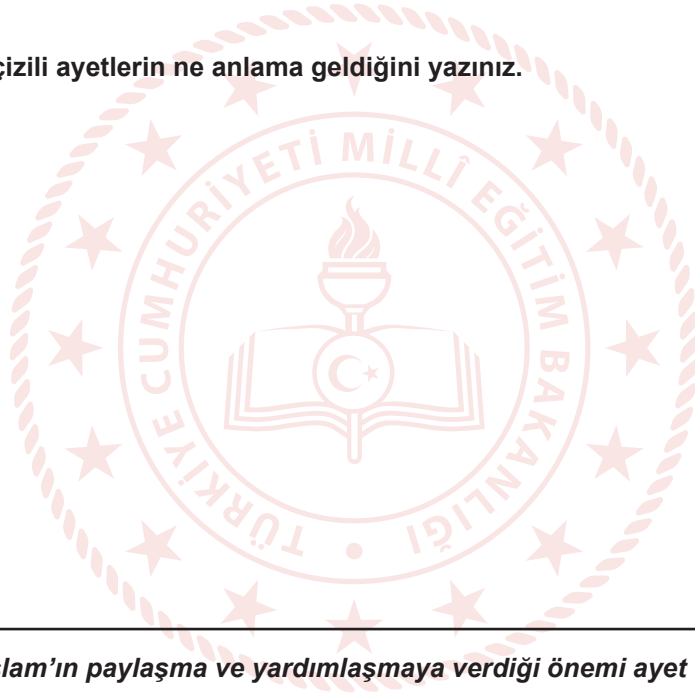 çizili ayetlerin ne anlama geldiğini yazınız.
TÜRKİYE CUMHURİYETİ MİLLÎ EĞİTİM BAKANLIĞI
slam’ın paylaşma ve yardımlaşmaya verdiği önemi ayet